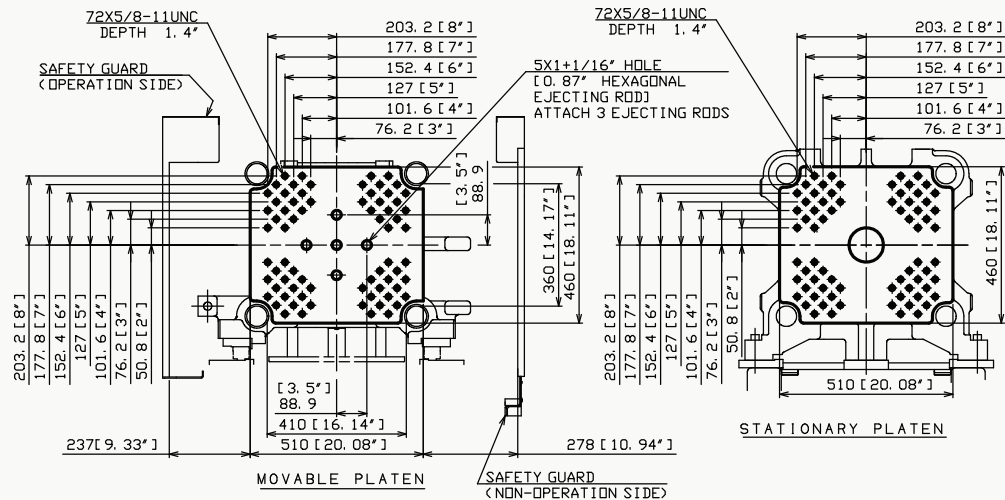 72X5/8-11UNC
DEPTH 1.4"
SAFETY GUARD
(OPERATION SIDE)
203.2[8"]
177.8[7"]
152.4[6"]
127[5"]
101.6[4"]
76.2[3"]
5X1+1/16" HOLE
[0.87" HEXAGONAL
EJECTING ROD]
ATTACH 3 EJECTING RODS
[3.5"]
88.9
360[14.17"]
460[18.11"]
203.2[8"]
177.8[7"]
152.4[6"]
127[5"]
101.6[4"]
76.2[3"]
50.8[2"]
[3.5"]
88.9
410[16.14"]
237[9.33"]
510[20.08"]
278[10.94"]
MOVABLE PLATEN
SAFETY GUARD
(NON-OPERATION SIDE)
72X5/8-11UNC
DEPTH 1.4"
203.2[8"]
177.8[7"]
152.4[6"]
127[5"]
101.6[4"]
76.2[3"]
460[18.11"]
203.2[8"]
177.8[7"]
152.4[6"]
127[5"]
101.6[4"]
76.2[3"]
50.8[2"]
510[20.08"]
STATIONARY PLATEN